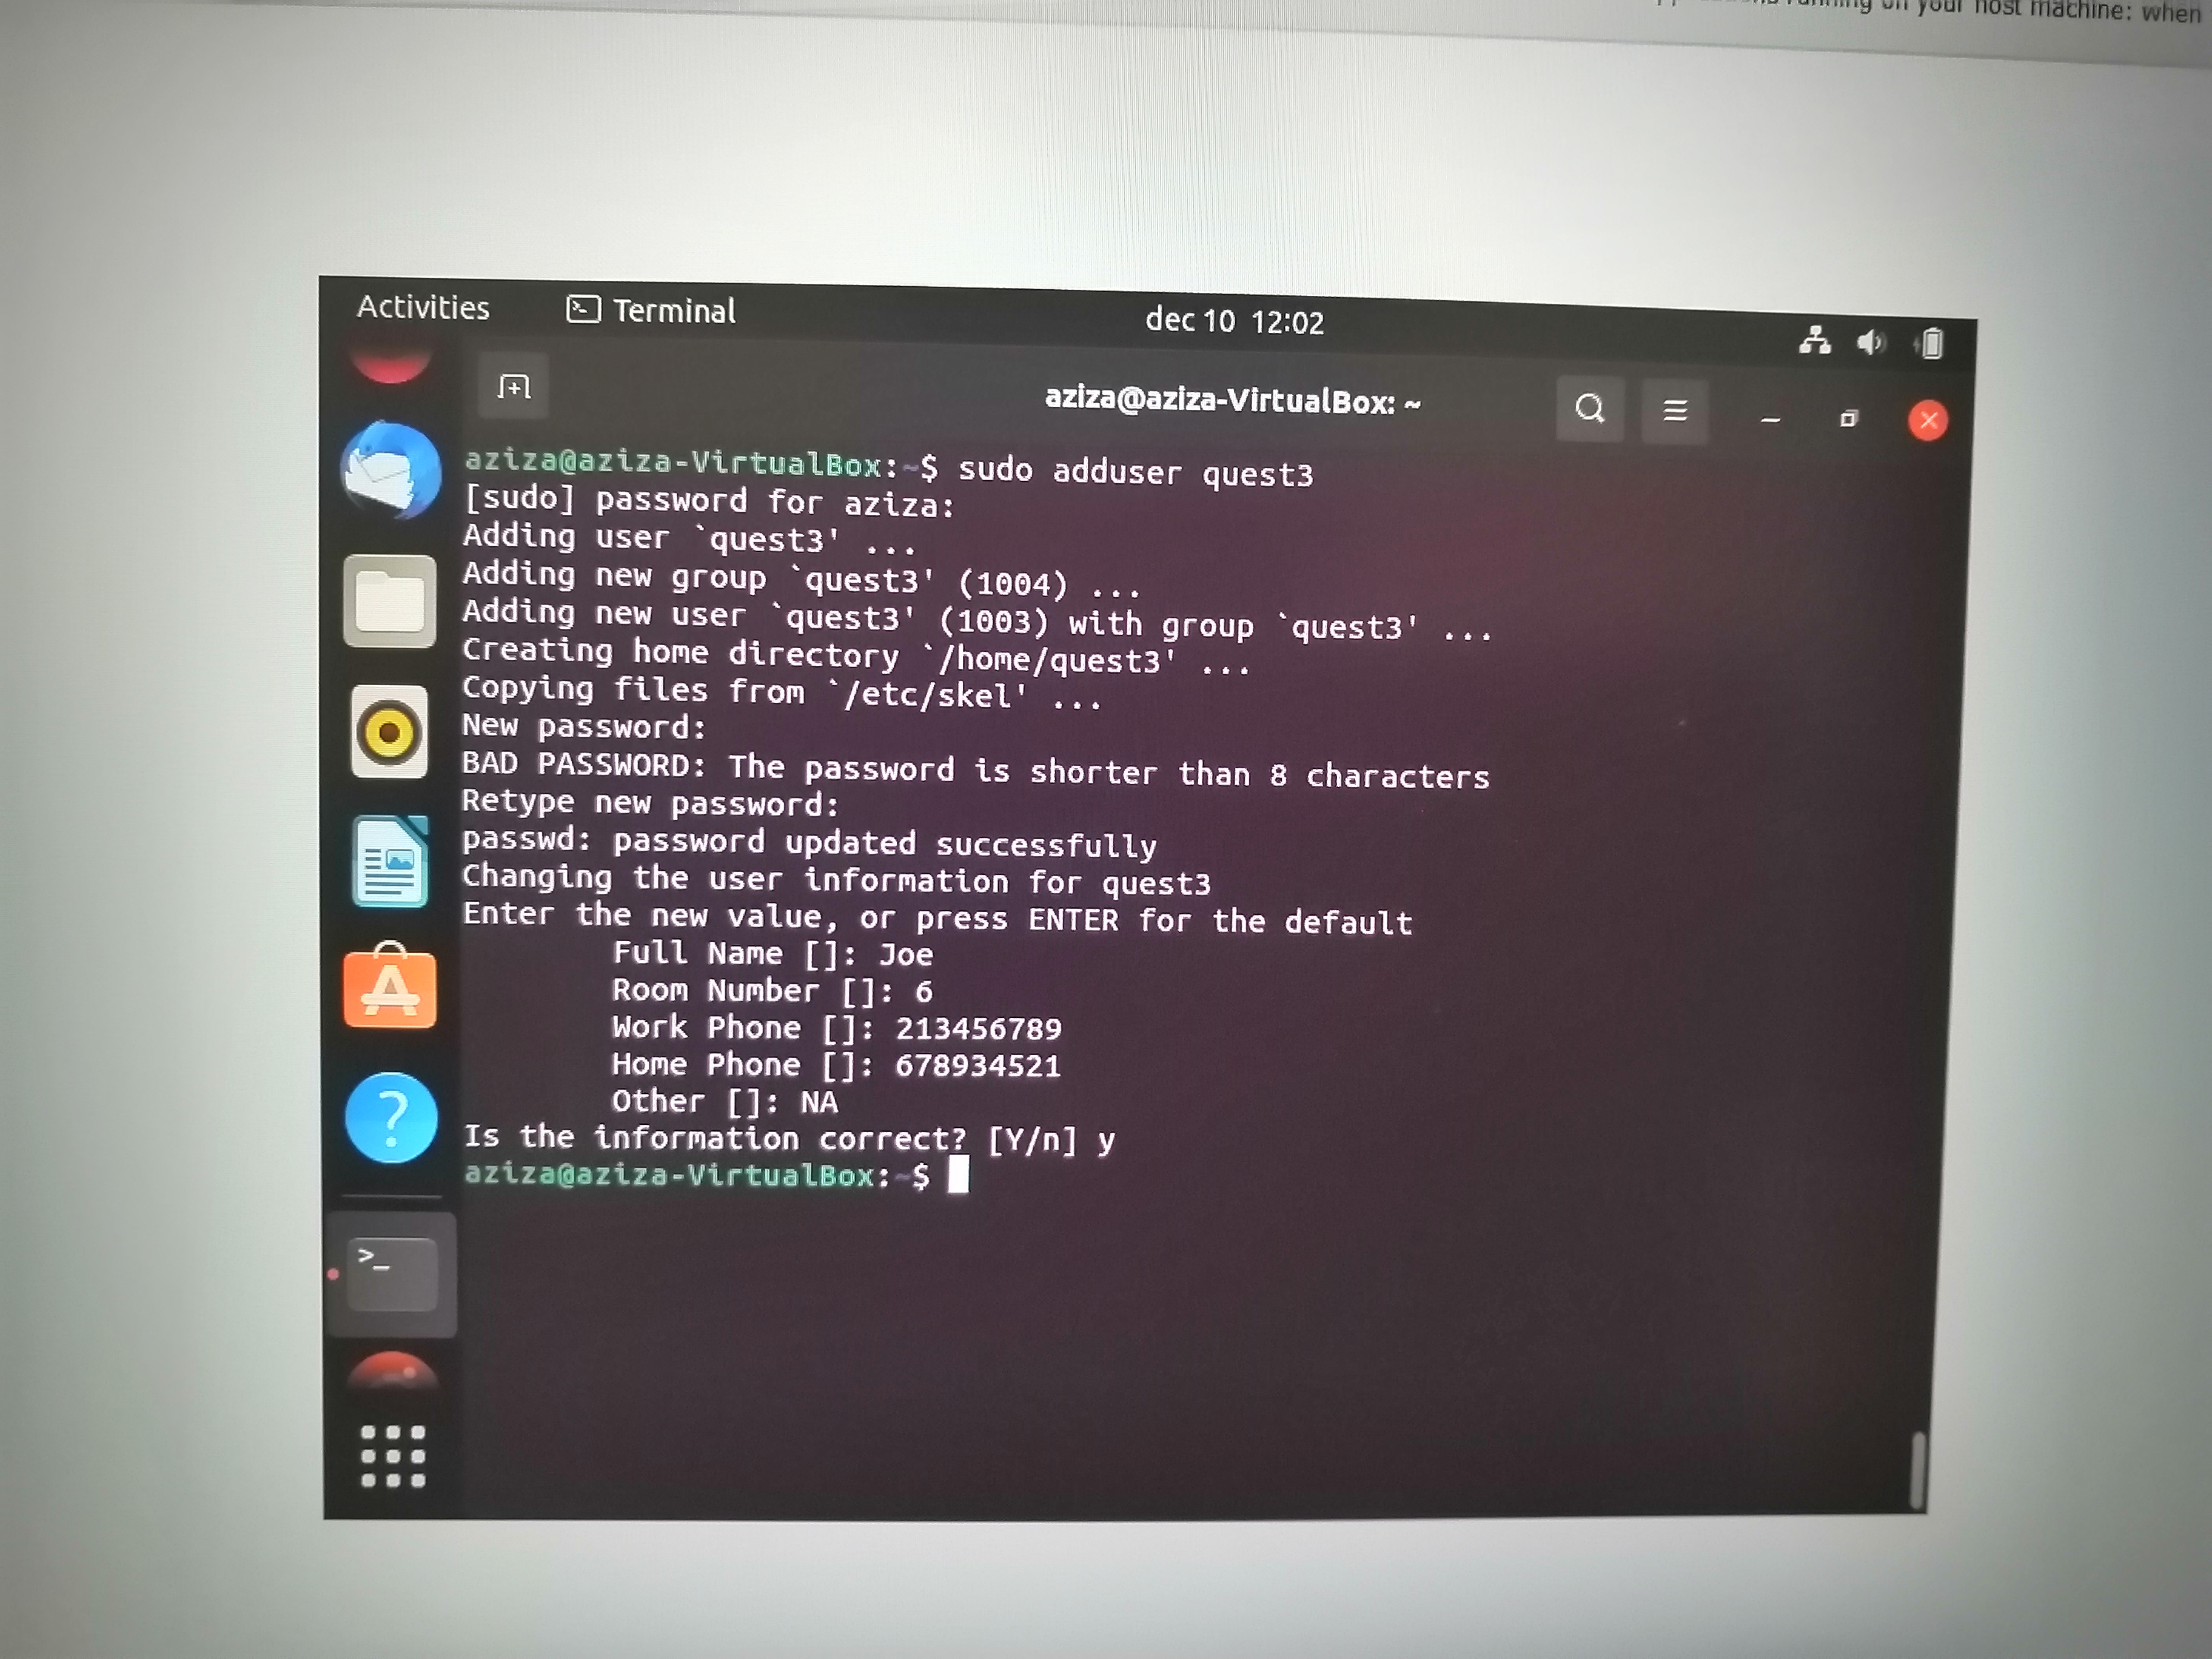 running on your host machine: when
Activities
Terminal
dec 10 12:02
aziza@aziza-VirtualBox: ~
aziza@aziza-VirtualBox:~$ sudo adduser quest3
[sudo] password for aziza:
Adding user `quest3' ...
Adding new group `quest3' (1004) ...
Adding new user `quest3' (1003) with group `quest3' ...
Creating home directory `/home/quest3' ...
Copying files from `/etc/skel' ...
New password:
BAD PASSWORD: The password is shorter than 8 characters
Retype new password:
passwd: password updated successfully
Changing the user information for quest3
Enter the new value, or press ENTER for the default
Full Name []: Joe
Room Number []: 6
Work Phone []: 213456789
Home Phone []: 678934521
Other []: NA
Is the information correct? [Y/n] y
aziza@aziza-VirtualBox:~$